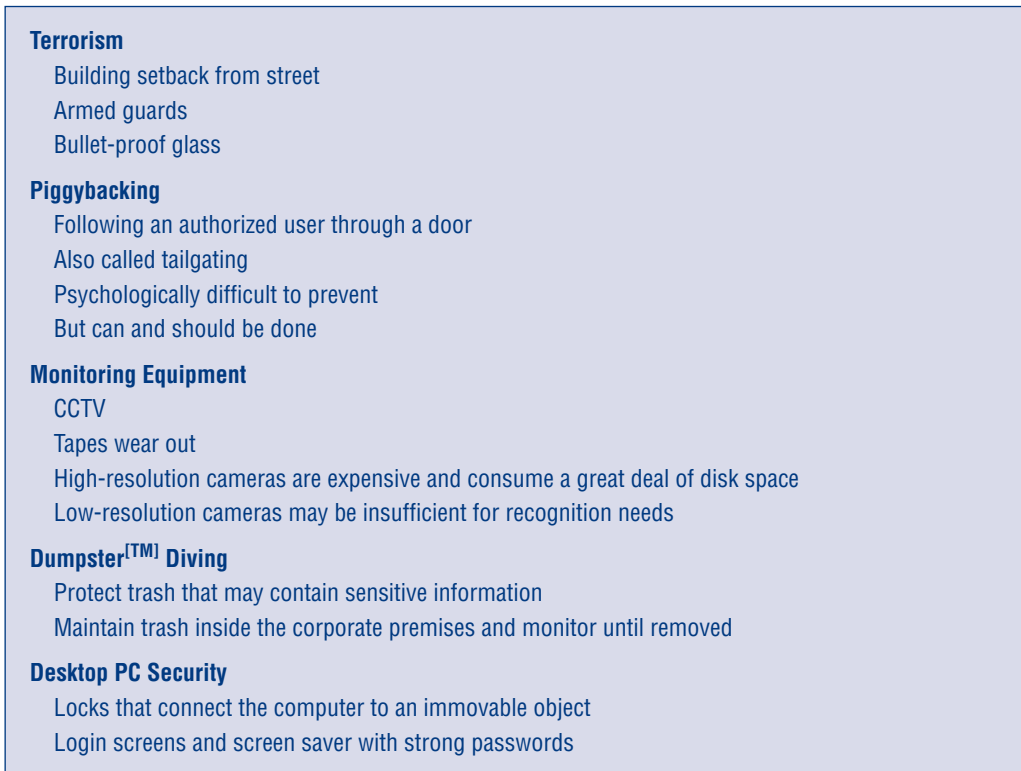 Terrorism
Building setback from street
Armed guards
Bullet-proof glass
Piggybacking
Following an authorized user through a door
Also called tailgating
Psychologically difficult to prevent
But can and should be done
Monitoring Equipment
CCTV
Tapes wear out
High-resolution cameras are expensive and consume a great deal of disk space
Low-resolution cameras may be insufficient for recognition needs
Dumpster[TM] Diving
Protect trash that may contain sensitive information
Maintain trash inside the corporate premises and monitor until removed
Desktop PC Security
Locks that connect the computer to an immovable object
Login screens and screen saver with strong passwords